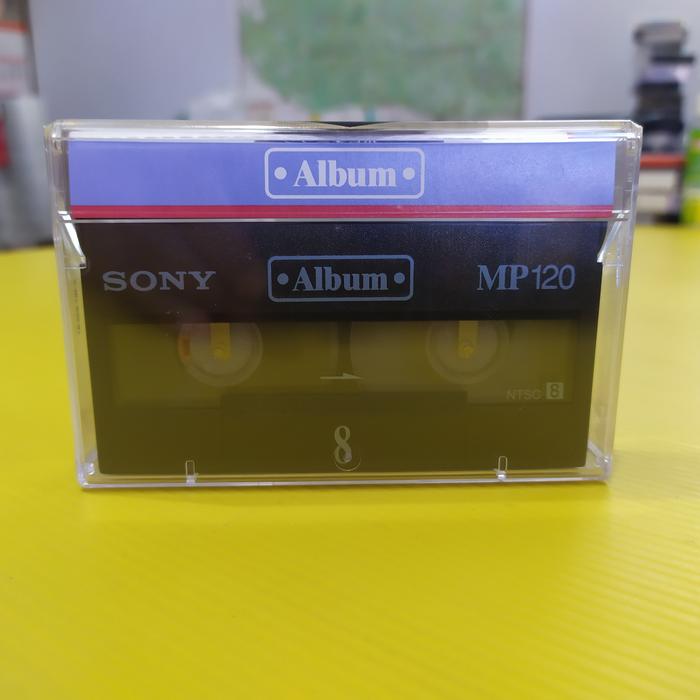 • Album •
SONY • Album • MP120
NTSC 8
8